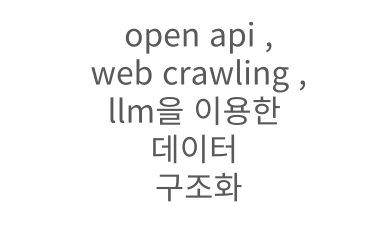 open api ,
web crawling ,
llm을 이용한
데이터
구조화